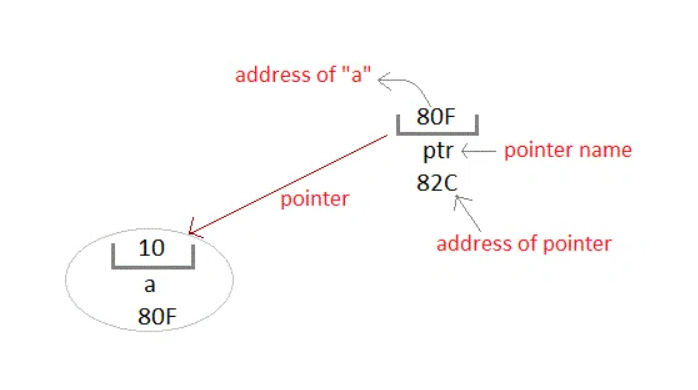 address of "a"
80F
ptr
pointer name
82C
pointer
address of pointer
10
a
80F